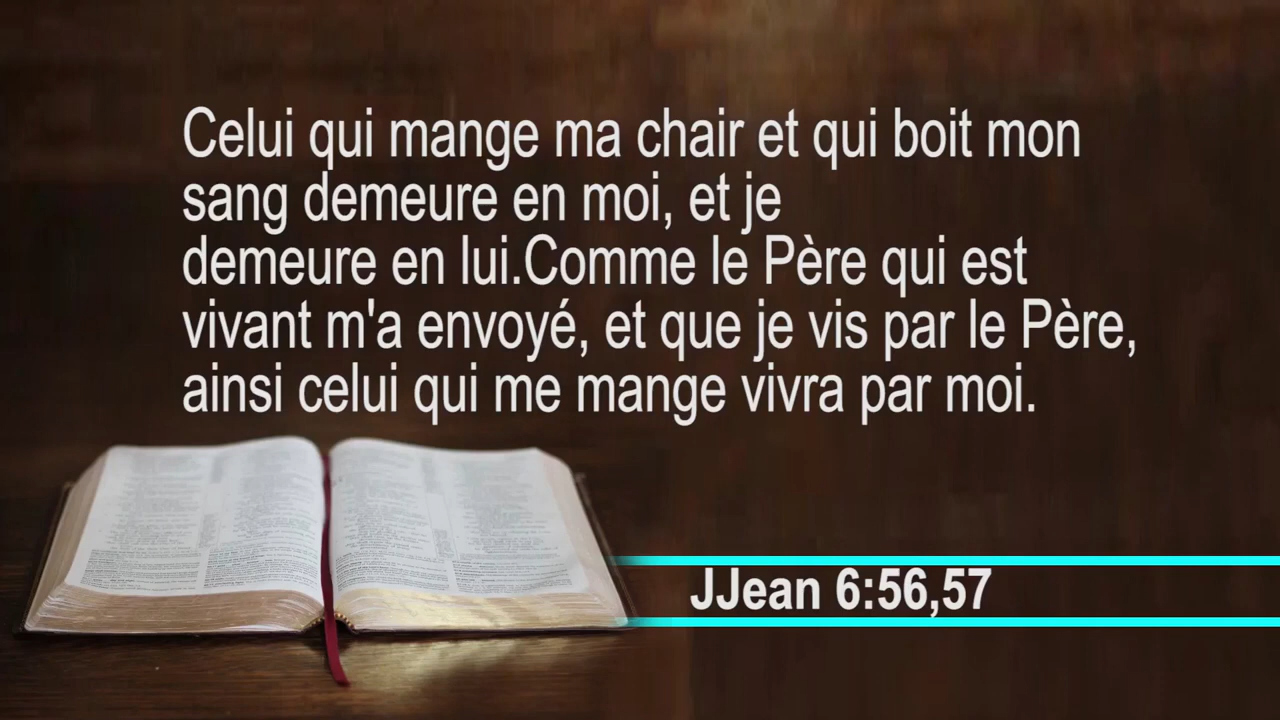 Celui qui mange ma chair et qui boit mon
sang demeure en moi, et je
demeure en lui.Comme le Père qui est
vivant m'a envoyé, et que je vis par le Père,
ainsi celui qui me mange vivra par moi.
JJean 6:56,57